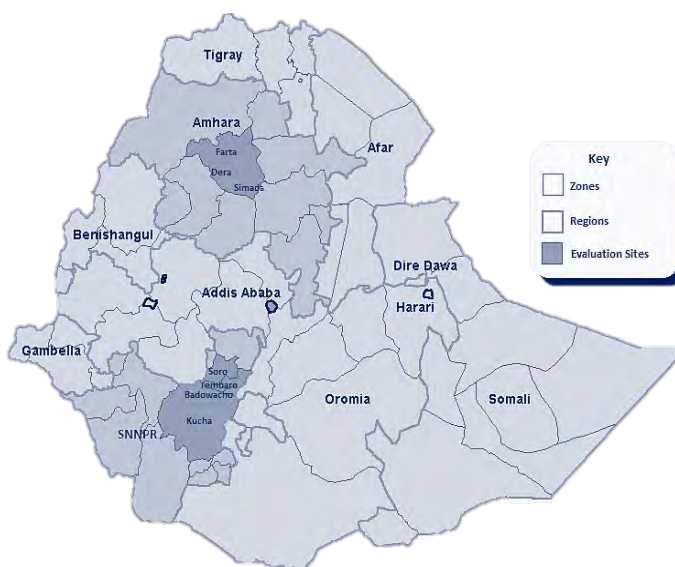 Tigray
Amhara
Farta
Afar
Dera
Simada
Key
Zones
Regions
Evaluation Sites
Benishangul
Dire Dawa
Addis Ababa
Harari
Gambella
Soro
Tembaro
Badowacho
Kucha
Oromia
Somali
SNNPR